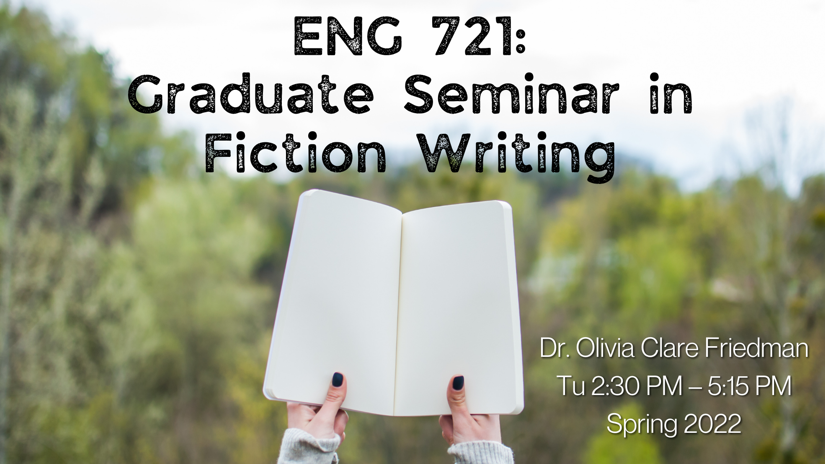 ENG 721:
Graduate Seminar in
Fiction Writing
Dr. Olivia Clare Friedman
Tu 2:30 PM – 5:15 PM
Spring 2022